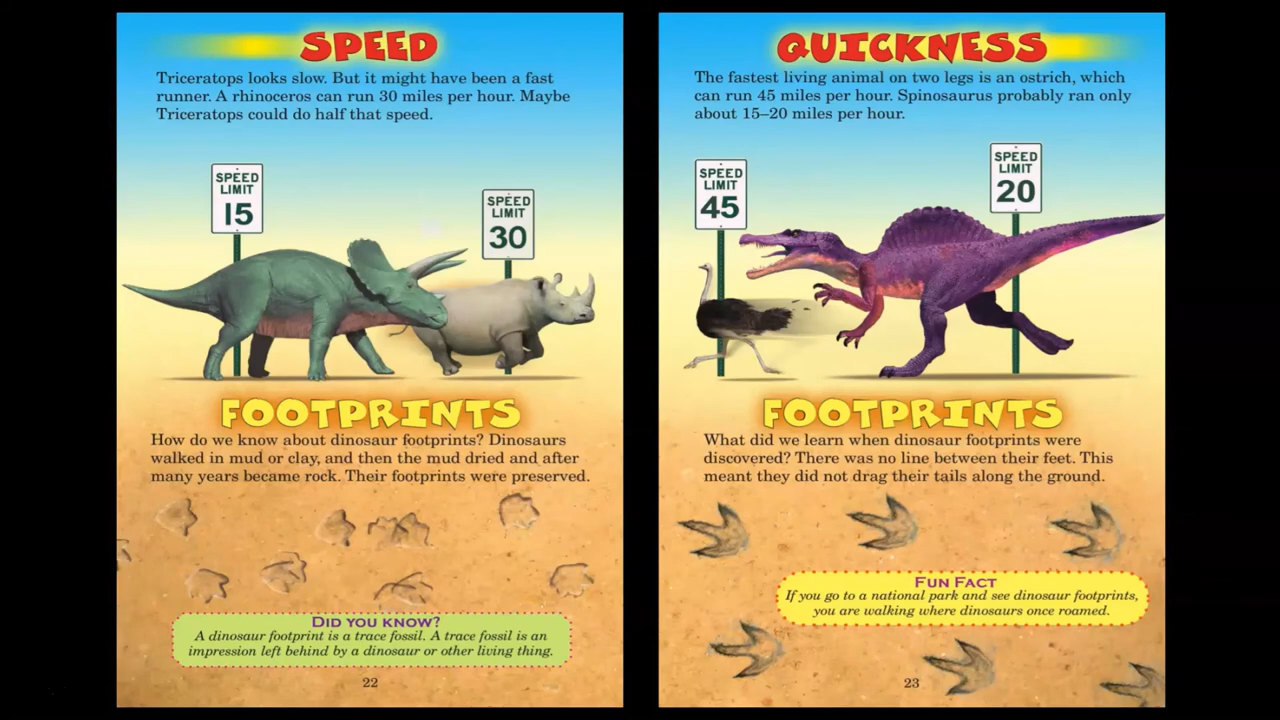 SPEED
Triceratops looks slow. But it might have been a fast
runner. A rhinoceros can run 30 miles per hour. Maybe
Triceratops could do half that speed.
SPEED
LIMIT
15
SPEED
LIMIT
30
FOOTPRINTS
How do we know about dinosaur footprints? Dinosaurs
walked in mud or clay, and then the mud dried and after
many years became rock. Their footprints were preserved.
DID YOU KNOW?
A dinosaur footprint is a trace fossil. A trace fossil is an
impression left behind by a dinosaur or other living thing.
22
QUICKNESS
The fastest living animal on two legs is an ostrich, which
can run 45 miles per hour. Spinosaurus probably ran only
about 15–20 miles per hour.
SPEED
LIMIT
45
SPEED
LIMIT
20
FOOTPRINTS
What did we learn when dinosaur footprints were
discovered? There was no line between their feet. This
meant they did not drag their tails along the ground.
FUN FACT
If you go to a national park and see dinosaur footprints,
you are walking where dinosaurs once roamed.
23